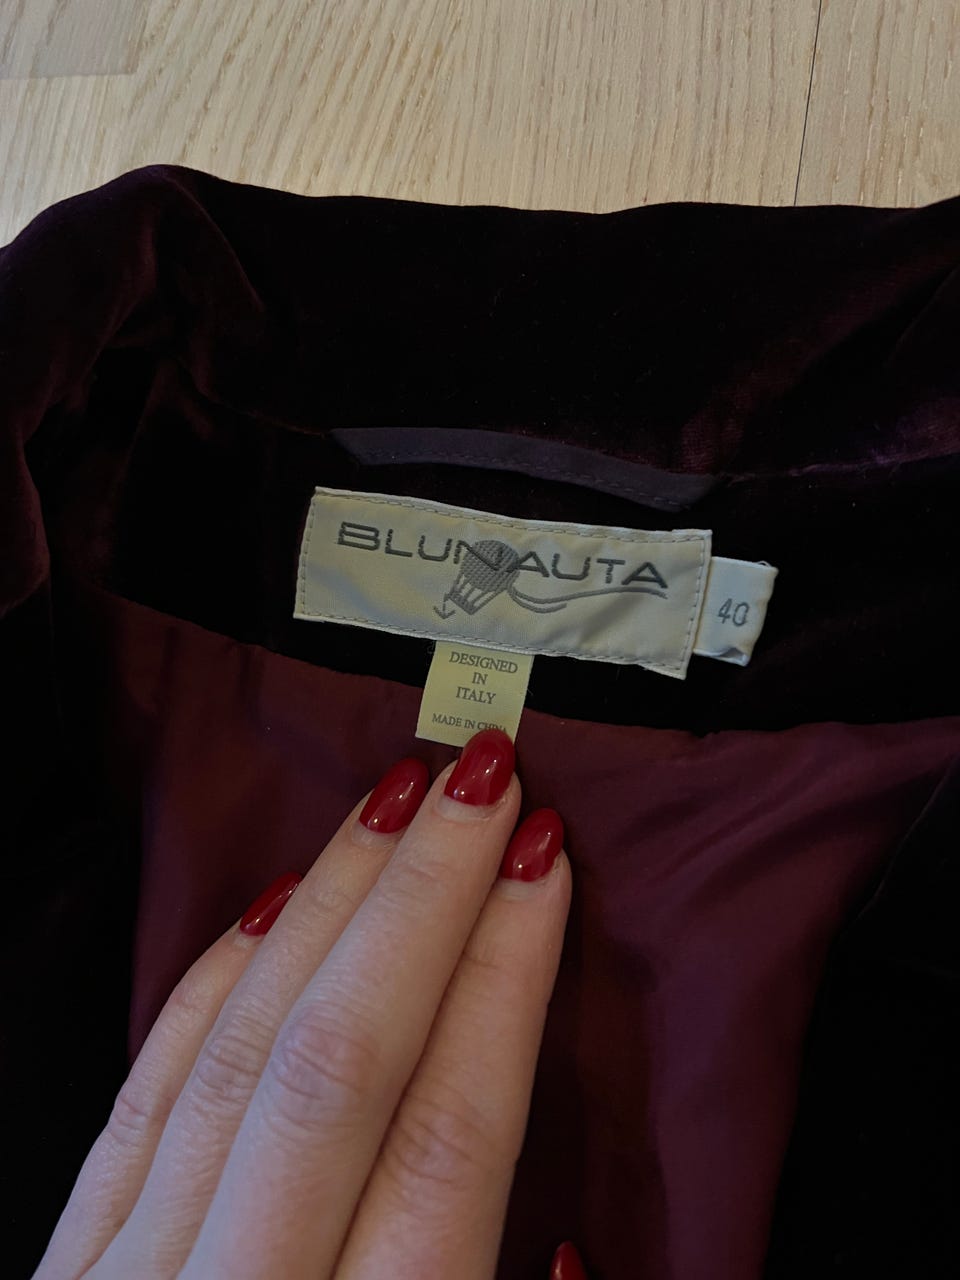 BLUNAUTA
40
DESIGNED
IN
ITALY
MADE IN CHINA